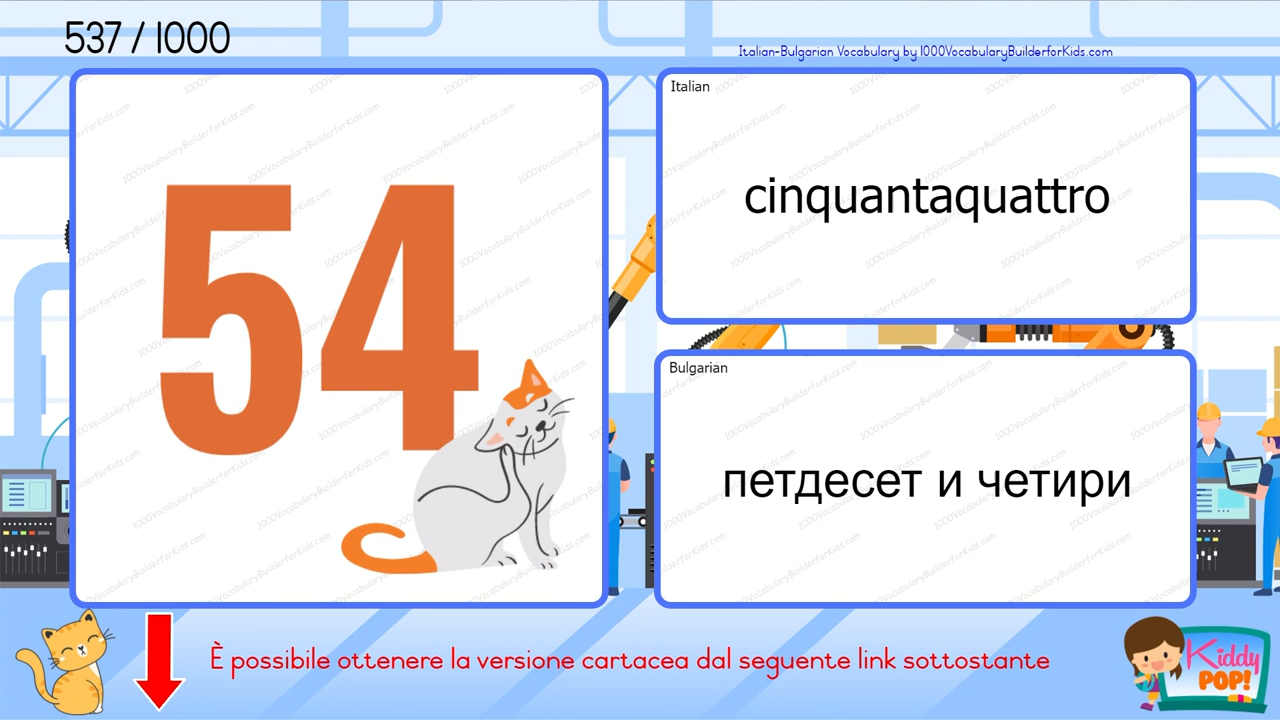 537 / 1000
Italian-Bulgarian Vocabulary by 1000VocabularyBuilderforKids.com
54
Italian
cinquantaquattro
Bulgarian
петдесет и четири
È possibile ottenere la versione cartacea dal seguente link sottostante
Kiddy
POP!